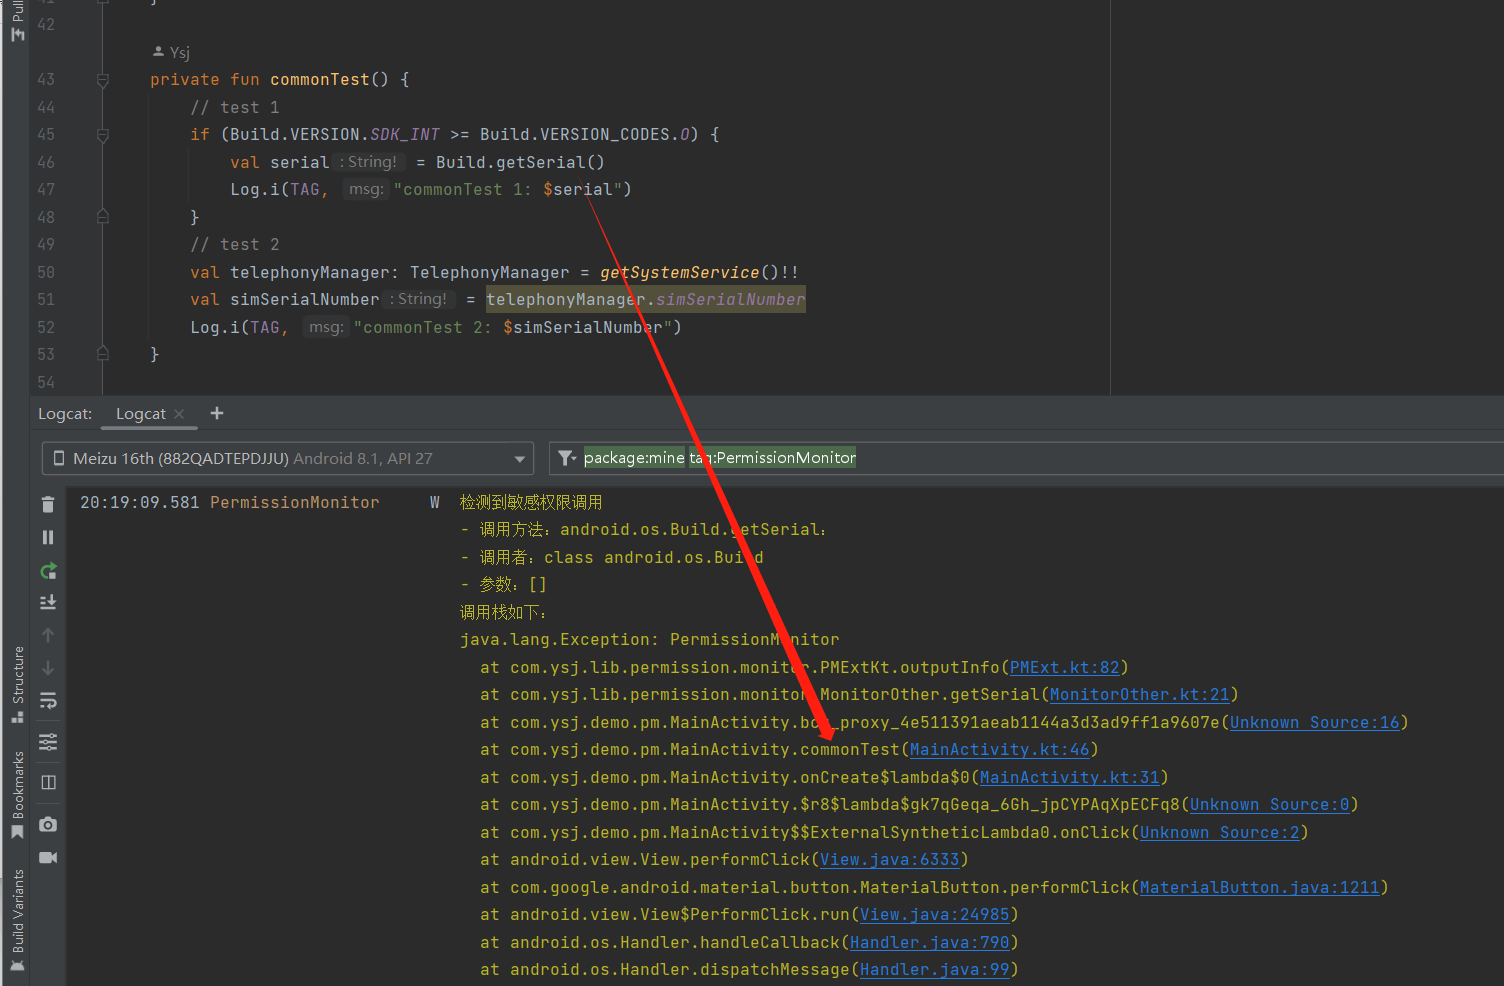 Pull
41 }
42
Ysj
43 private fun commonTest() {
44 // test 1
45 if (Build.VERSION.SDK_INT >= Build.VERSION_CODES.O) {
46 val serial : String! = Build.getSerial()
47 Log.i(TAG, msg: "commonTest 1: $serial")
48 }
49 // test 2
50 val telephonyManager: TelephonyManager = getSystemService()!!
51 val simSerialNumber : String! = telephonyManager.simSerialNumber
52 Log.i(TAG, msg: "commonTest 2: $simSerialNumber")
53 }
54
Logcat: Logcat
Meizu 16th (882QADTEPDJJU) Android 8.1, API 27
package:mine tag:PermissionMonitor
20:19:09.581 PermissionMonitor W 检测到敏感权限调用
- 调用方法：android.os.Build.getSerial：
- 调用者：class android.os.Build
- 参数：[]
调用栈如下：
java.lang.Exception: PermissionMonitor
at com.ysj.lib.permission.monitor.PMExtKt.outputInfo(PMExt.kt:82)
at com.ysj.lib.permission.monitor.MonitorOther.getSerial(MonitorOther.kt:21)
at com.ysj.demo.pm.MainActivity.bcu_proxy_4e511391aeab1144a3d3ad9ff1a9607e(Unknown Source:16)
at com.ysj.demo.pm.MainActivity.commonTest(MainActivity.kt:46)
at com.ysj.demo.pm.MainActivity.onCreate$lambda$0(MainActivity.kt:31)
at com.ysj.demo.pm.MainActivity.$r8$lambda$gk7qGeqa_6Gh_jpCYPAqXpECFq8(Unknown Source:0)
at com.ysj.demo.pm.MainActivity$$ExternalSyntheticLambda0.onClick(Unknown Source:2)
at android.view.View.performClick(View.java:6333)
at com.google.android.material.button.MaterialButton.performClick(MaterialButton.java:1211)
at android.view.View$PerformClick.run(View.java:24985)
at android.os.Handler.handleCallback(Handler.java:790)
at android.os.Handler.dispatchMessage(Handler.java:99)
Structure
Bookmarks
Build Variants